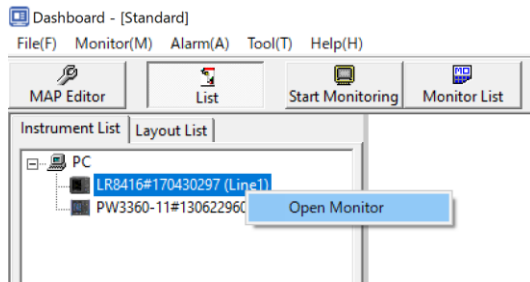 Dashboard - [Standard]
File(F) Monitor(M) Alarm(A) Tool(T) Help(H)
MAP Editor List Start Monitoring Monitor List
Instrument List Layout List
PC
LR8416#170430297 (Line1)
PW3360-11#130622960
Open Monitor